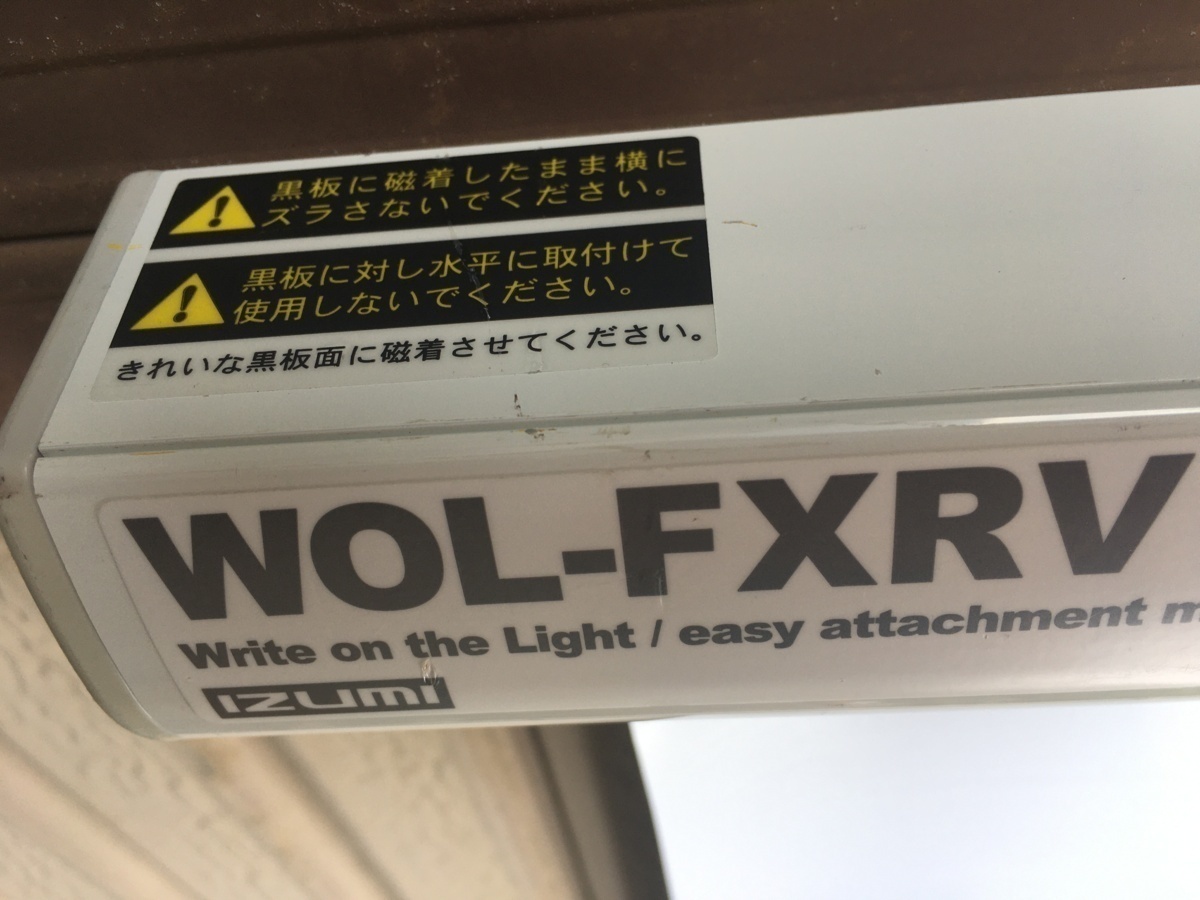 黒板に磁着したまま横に
ズラさないでください。
黒板に対し水平に取付けて
使用しないでください。
きれいな黒板面に磁着させてください。
WOL-FXRV
Write on the Light / easy attachment
IZUMI